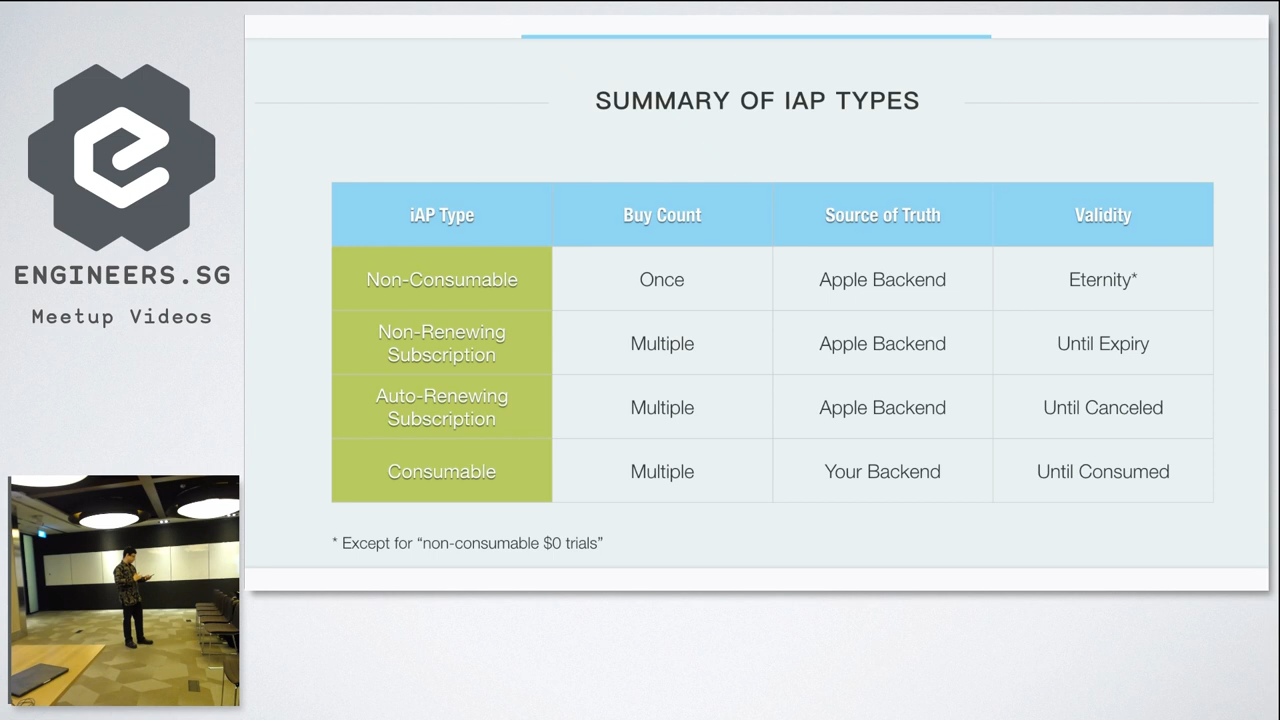 ENGINEERS.SG
Meetup Videos
SUMMARY OF IAP TYPES
iAP Type Buy Count Source of Truth Validity
Non-Consumable Once Apple Backend Eternity*
Non-Renewing
Subscription Multiple Apple Backend Until Expiry
Auto-Renewing
Subscription Multiple Apple Backend Until Canceled
Consumable Multiple Your Backend Until Consumed
* Except for “non-consumable $0 trials”